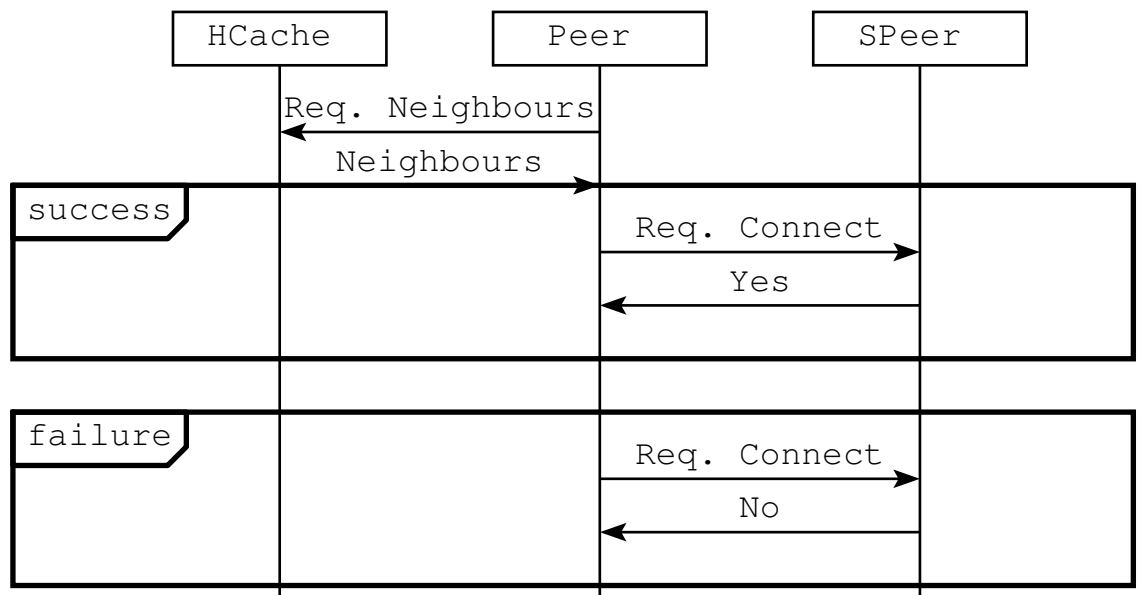 HCache
Peer
SPeer
Req. Neighbours
Neighbours
success
Req. Connect
Yes
failure
Req. Connect
No